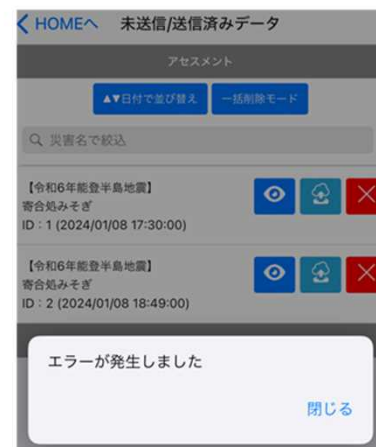 HOMEへ 未送信/送信済みデータ
アセスメント
▲▼日付で並び替え 一括削除モード
災害名で絞込
【令和6年能登半島地震】
寄合処みそぎ
ID：1 (2024/01/08 17:30:00)
【令和6年能登半島地震】
寄合処みそぎ
ID：2 (2024/01/08 18:49:00)
エラーが発生しました
閉じる